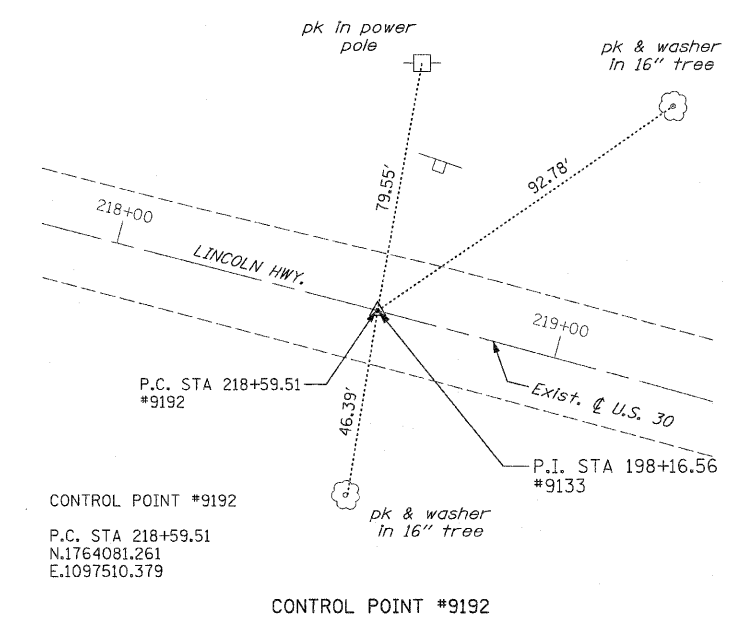 pk in power
pole
pk & washer
in 16" tree
79.55'
92.78'
218+00
LINCOLN HWY.
219+00
P.C. STA 218+59.51
#9192
46.39'
Exist. ℄ U.S. 30
P.I. STA 198+16.56
#9133
CONTROL POINT #9192
pk & washer
in 16" tree
P.C. STA 218+59.51
N.1764081.261
E.1097510.379
CONTROL POINT #9192